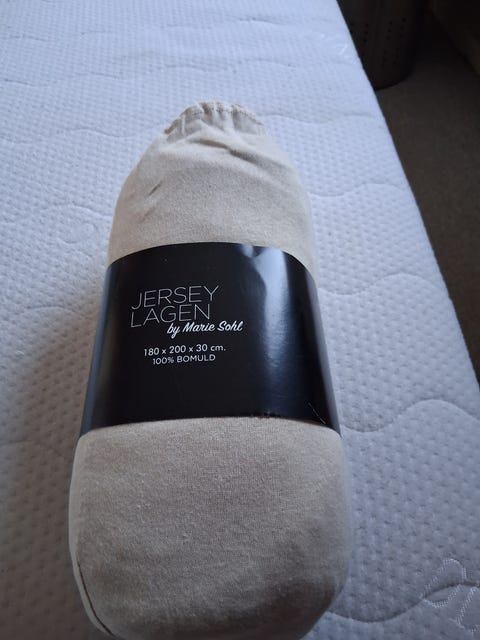 JERSEY
LAGEN
by Marie Sohl
180 x 200 x 30 cm.
100% BOMULD